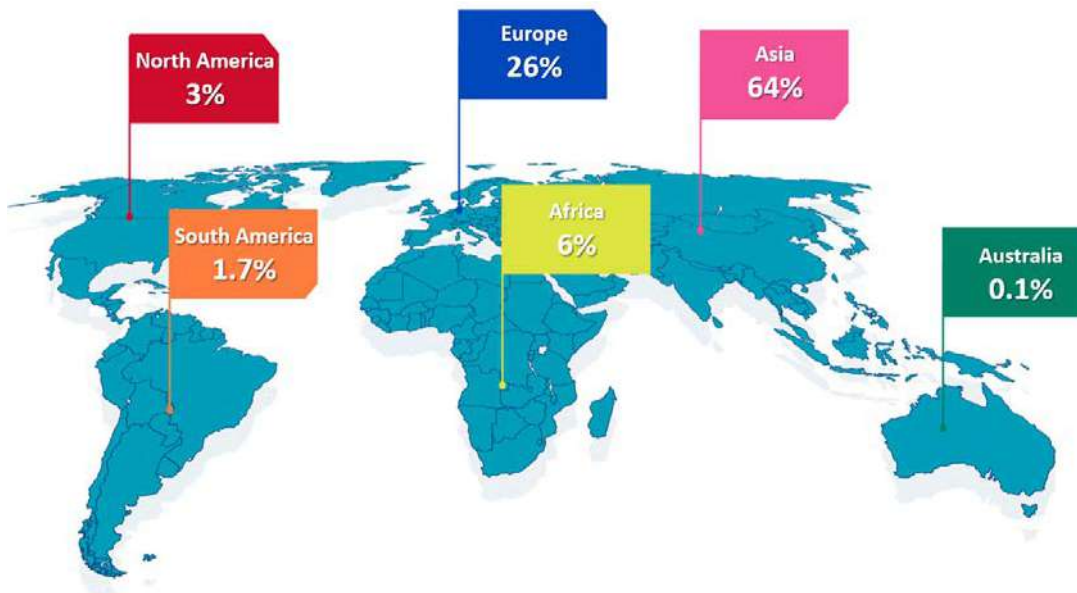 North America
3%
Europe
26%
Asia
64%
South America
1.7%
Africa
6%
Australia
0.1%